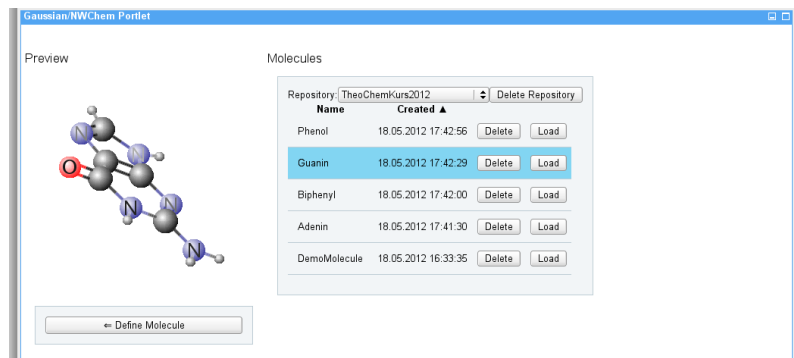 Gaussian/NWChem Portlet
Preview
Molecules
Repository: TheoChemKurs2012 Delete Repository
Name Created ▲
Phenol 18.05.2012 17:42:56 Delete Load
Guanin 18.05.2012 17:42:29 Delete Load
Biphenyl 18.05.2012 17:42:00 Delete Load
Adenin 18.05.2012 17:41:30 Delete Load
DemoMolecule 18.05.2012 16:33:35 Delete Load
N
N
O
N
N
N
⇐ Define Molecule